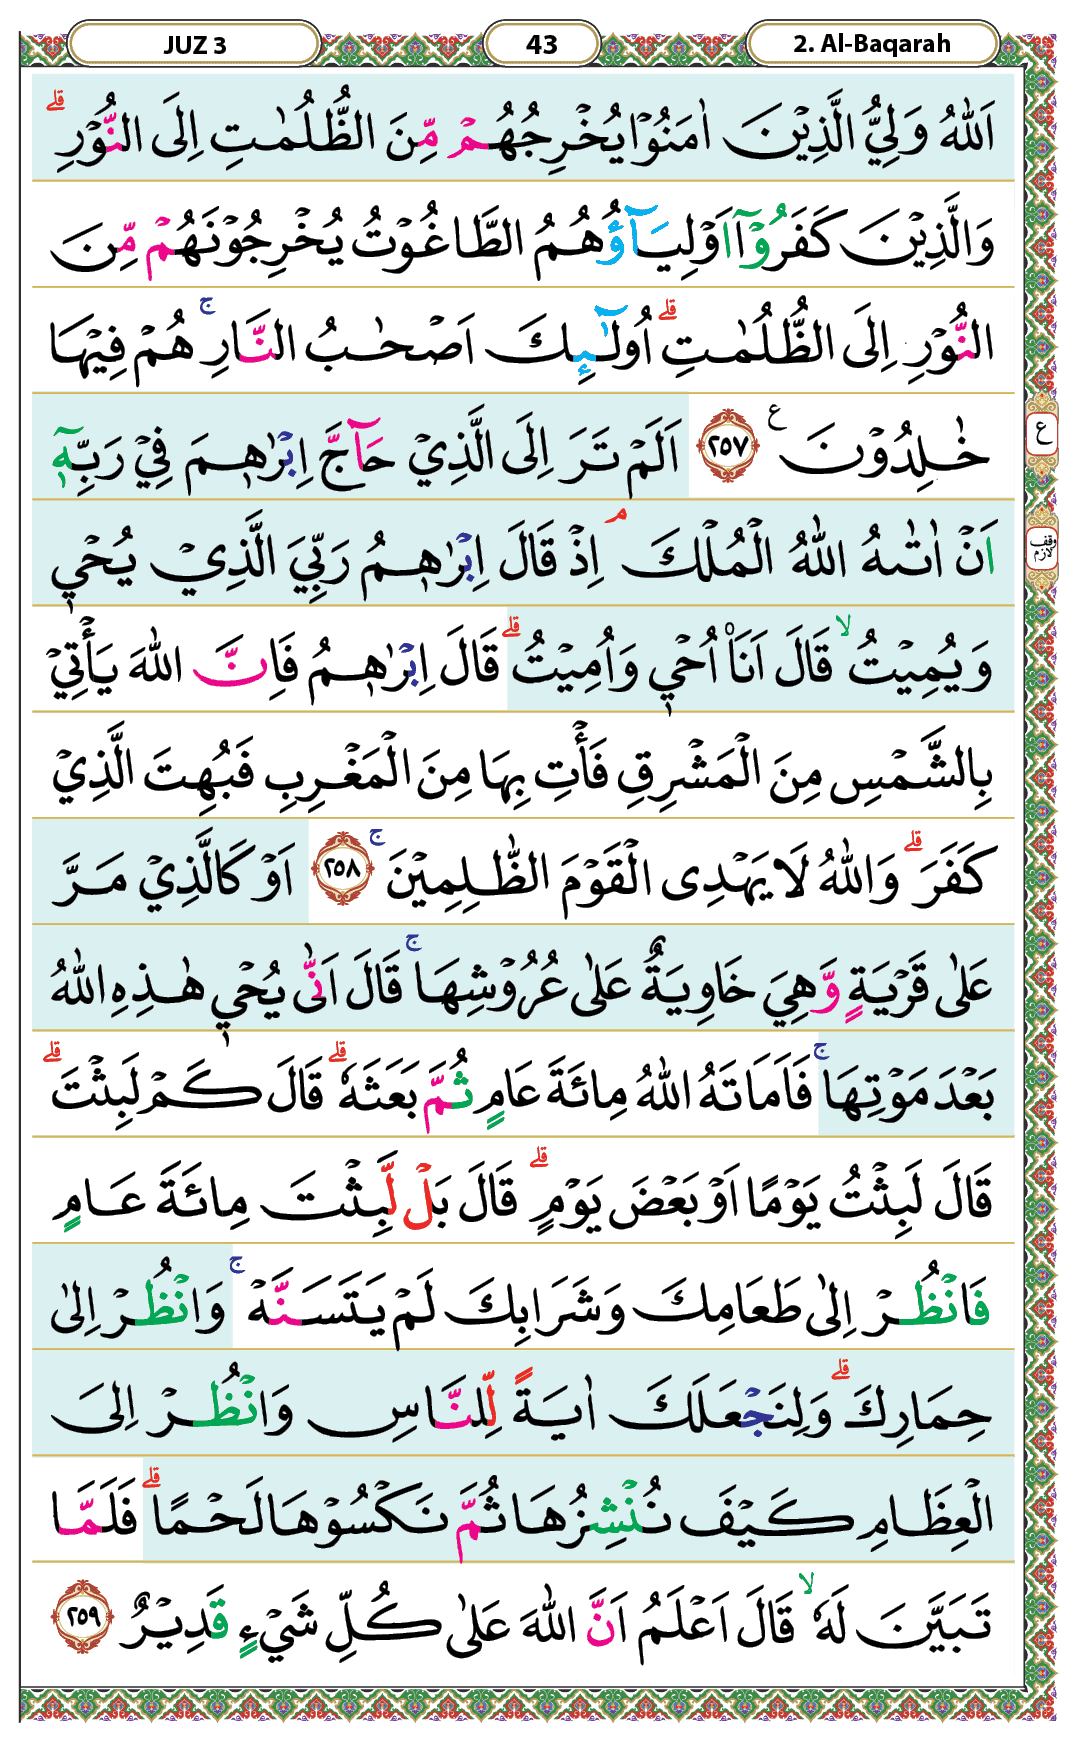 JUZ 3 43 2. Al-Baqarah
اَللّٰهُ وَلِيُّ الَّذِيْنَ اٰمَنُوْا يُخْرِجُهُمْ مِّنَ الظُّلُمٰتِ اِلَى النُّوْرِ ۗ
وَالَّذِيْنَ كَفَرُوْٓا اَوْلِيَاۤؤُهُمُ الطَّاغُوْتُ يُخْرِجُوْنَهُمْ مِّنَ
النُّوْرِ اِلَى الظُّلُمٰتِ ۗ اُولٰۤىِٕكَ اَصْحٰبُ النَّارِ ۚ هُمْ فِيْهَا
خٰلِدُوْنَ ࣖ ٢٥٧ اَلَمْ تَرَ اِلَى الَّذِيْ حَاۤجَّ اِبْرٰهٖمَ فِيْ رَبِّهٖٓ
ع
اَنْ اٰتٰىهُ اللّٰهُ الْمُلْكَ ۘ اِذْ قَالَ اِبْرٰهٖمُ رَبِّيَ الَّذِيْ يُحْيٖ
وقف لازم
وَيُمِيْتُ ۙ قَالَ اَنَا۠ اُحْيٖ وَاُمِيْتُ ۗ قَالَ اِبْرٰهٖمُ فَاِنَّ اللّٰهَ يَأْتِيْ
بِالشَّمْسِ مِنَ الْمَشْرِقِ فَأْتِ بِهَا مِنَ الْمَغْرِبِ فَبُهِتَ الَّذِيْ
كَفَرَ ۗ وَاللّٰهُ لَا يَهْدِى الْقَوْمَ الظّٰلِمِيْنَ ۚ ٢٥٨ اَوْ كَالَّذِيْ مَرَّ
عَلٰى قَرْيَةٍ وَّهِيَ خَاوِيَةٌ عَلٰى عُرُوْشِهَا ۚ قَالَ اَنّٰى يُحْيٖ هٰذِهِ اللّٰهُ
بَعْدَ مَوْتِهَا ۚ فَاَمَاتَهُ اللّٰهُ مِائَةَ عَامٍ ثُمَّ بَعَثَهٗ ۗ قَالَ كَمْ لَبِثْتَ ۗ
قَالَ لَبِثْتُ يَوْمًا اَوْ بَعْضَ يَوْمٍ ۗ قَالَ بَلْ لَّبِثْتَ مِائَةَ عَامٍ
فَانْظُرْ اِلٰى طَعَامِكَ وَشَرَابِكَ لَمْ يَتَسَنَّهْ ۚ وَانْظُرْ اِلٰى
حِمَارِكَ ۗ وَلِنَجْعَلَكَ اٰيَةً لِّلنَّاسِ وَانْظُرْ اِلَى
الْعِظَامِ كَيْفَ نُنْشِزُهَا ثُمَّ نَكْسُوْهَا لَحْمًا ۗ فَلَمَّا
تَبَيَّنَ لَهٗ ۙ قَالَ اَعْلَمُ اَنَّ اللّٰهَ عَلٰى كُلِّ شَيْءٍ قَدِيْرٌ ٢٥٩